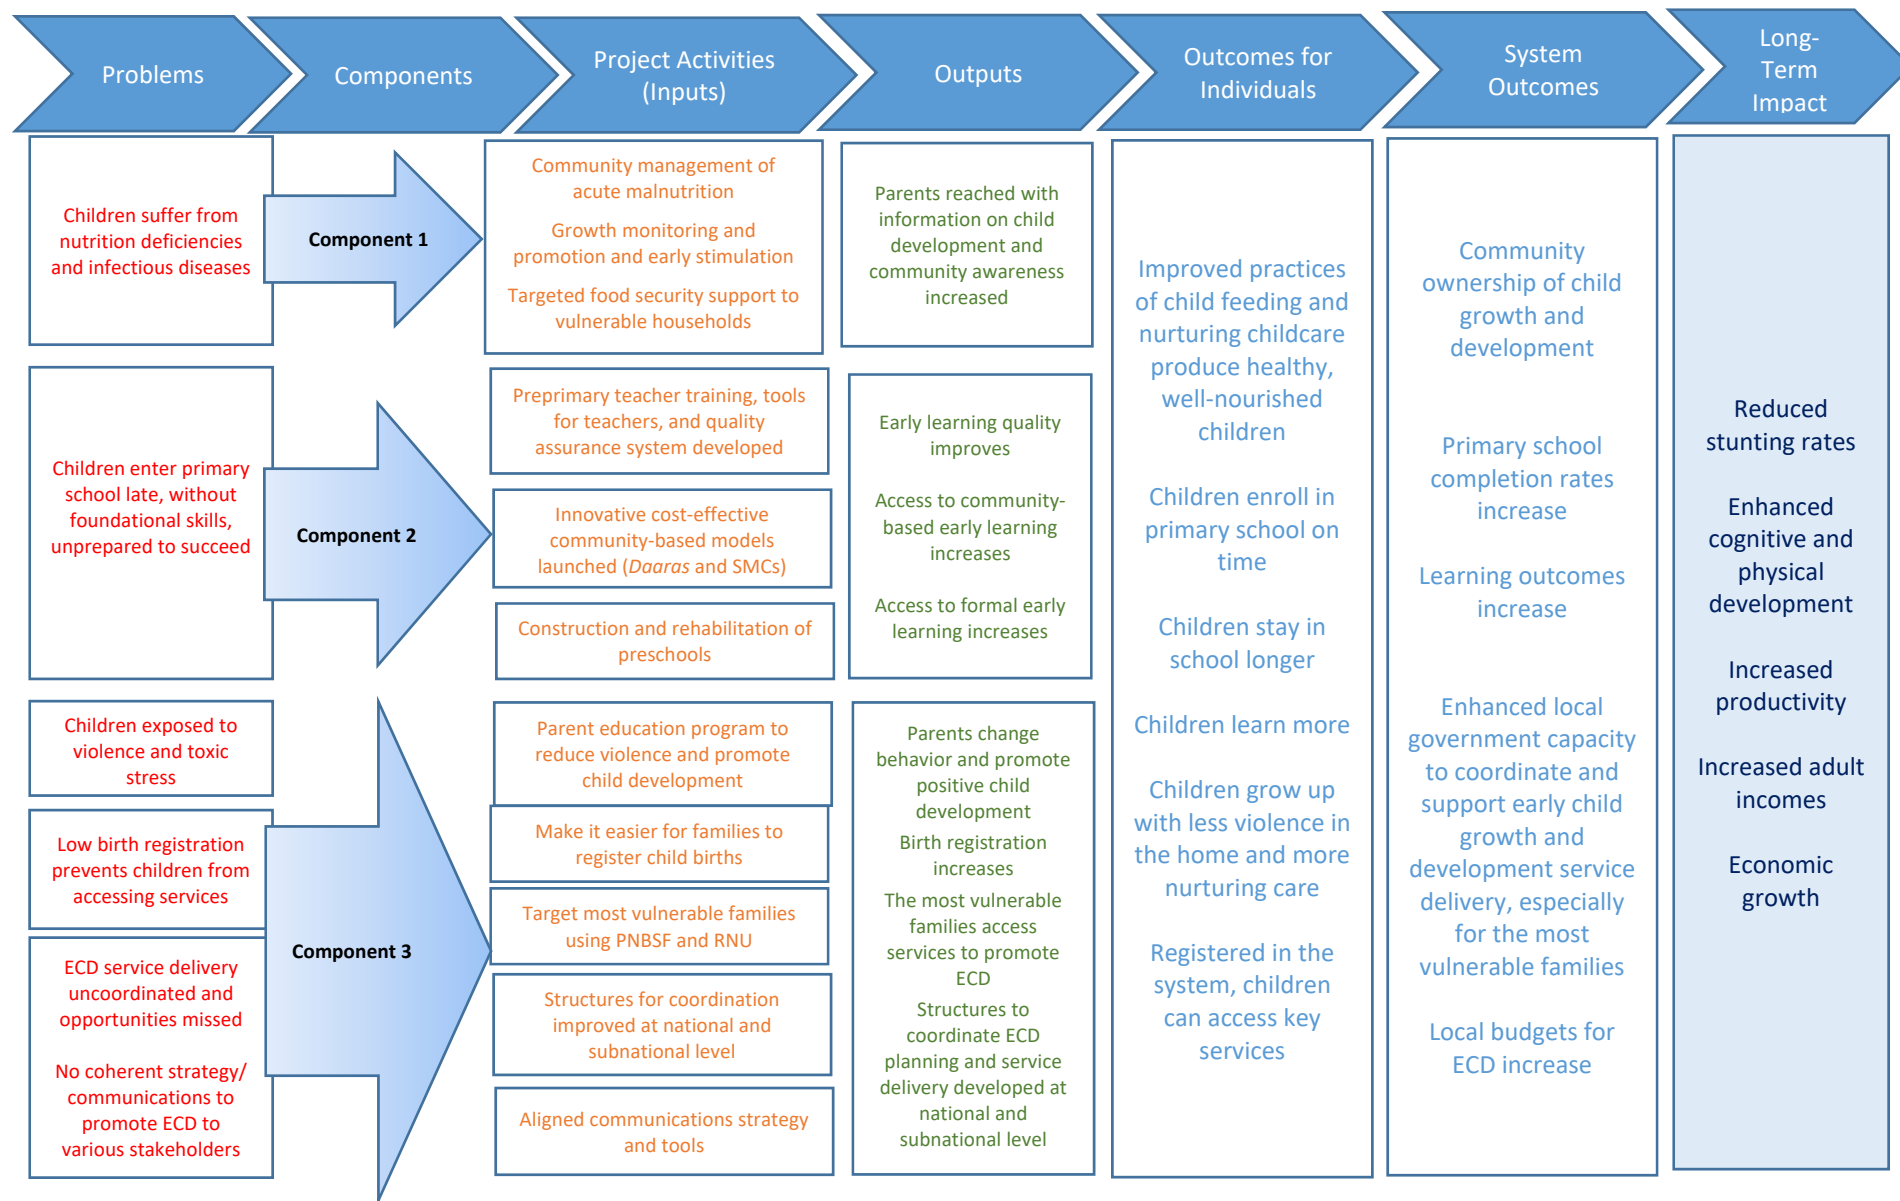 Problems
Components
Project Activities
(Inputs)
Outputs
Outcomes for
Individuals
System
Outcomes
Long-
Term
Impact
Children suffer from
nutrition deficiencies
and infectious diseases
Component 1
Community management of
acute malnutrition
Growth monitoring and
promotion and early stimulation
Targeted food security support to
vulnerable households
Parents reached with
information on child
development and
community awareness
increased
Children enter primary
school late, without
foundational skills,
unprepared to succeed
Component 2
Preprimary teacher training, tools
for teachers, and quality
assurance system developed
Innovative cost-effective
community-based models
launched (Daaras and SMCs)
Construction and rehabilitation of
preschools
Early learning quality
improves
Access to community-
based early learning
increases
Access to formal early
learning increases
Children exposed to
violence and toxic
stress
Low birth registration
prevents children from
accessing services
ECD service delivery
uncoordinated and
opportunities missed
No coherent strategy/
communications to
promote ECD to
various stakeholders
Component 3
Parent education program to
reduce violence and promote
child development
Make it easier for families to
register child births
Target most vulnerable families
using PNBSF and RNU
Structures for coordination
improved at national and
subnational level
Aligned communications strategy
and tools
Parents change
behavior and promote
positive child
development
Birth registration
increases
The most vulnerable
families access
services to promote
ECD
Structures to
coordinate ECD
planning and service
delivery developed at
national and
subnational level
Improved practices
of child feeding and
nurturing childcare
produce healthy,
well-nourished
children
Children enroll in
primary school on
time
Children stay in
school longer
Children learn more
Children grow up
with less violence in
the home and more
nurturing care
Registered in the
system, children
can access key
services
Community
ownership of child
growth and
development
Primary school
completion rates
increase
Learning outcomes
increase
Enhanced local
government capacity
to coordinate and
support early child
growth and
development service
delivery, especially
for the most
vulnerable families
Local budgets for
ECD increase
Reduced
stunting rates
Enhanced
cognitive and
physical
development
Increased
productivity
Increased adult
incomes
Economic
growth